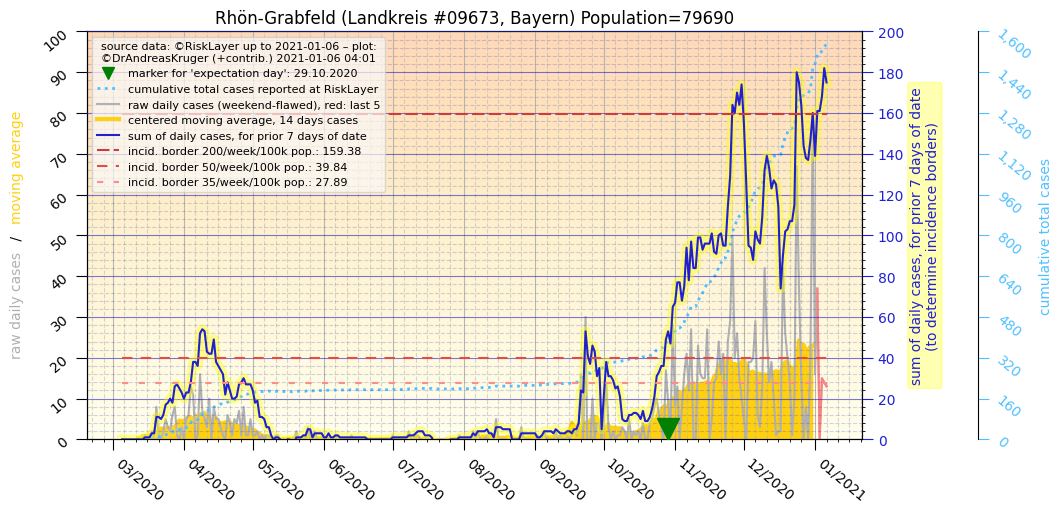 Rhön-Grabfeld (Landkreis #09673, Bayern) Population=79690
source data: ©RiskLayer up to 2021-01-06 – plot:
©DrAndreasKruger (+contrib.) 2021-01-06 04:01
marker for 'expectation day': 29.10.2020
cumulative total cases reported at RiskLayer
raw daily cases (weekend-flawed), red: last 5
centered moving average, 14 days cases
sum of daily cases, for prior 7 days of date
incid. border 200/week/100k pop.: 159.38
incid. border 50/week/100k pop.: 39.84
incid. border 35/week/100k pop.: 27.89
raw daily cases / moving average
100
90
80
70
60
50
40
30
20
10
0
03/2020
04/2020
05/2020
06/2020
07/2020
08/2020
09/2020
10/2020
11/2020
12/2020
01/2021
200
180
160
140
120
100
80
60
40
20
0
sum of daily cases, for prior 7 days of date
(to determine incidence borders)
1,600
1,440
1,280
1,120
960
800
640
480
320
160
0
cumulative total cases